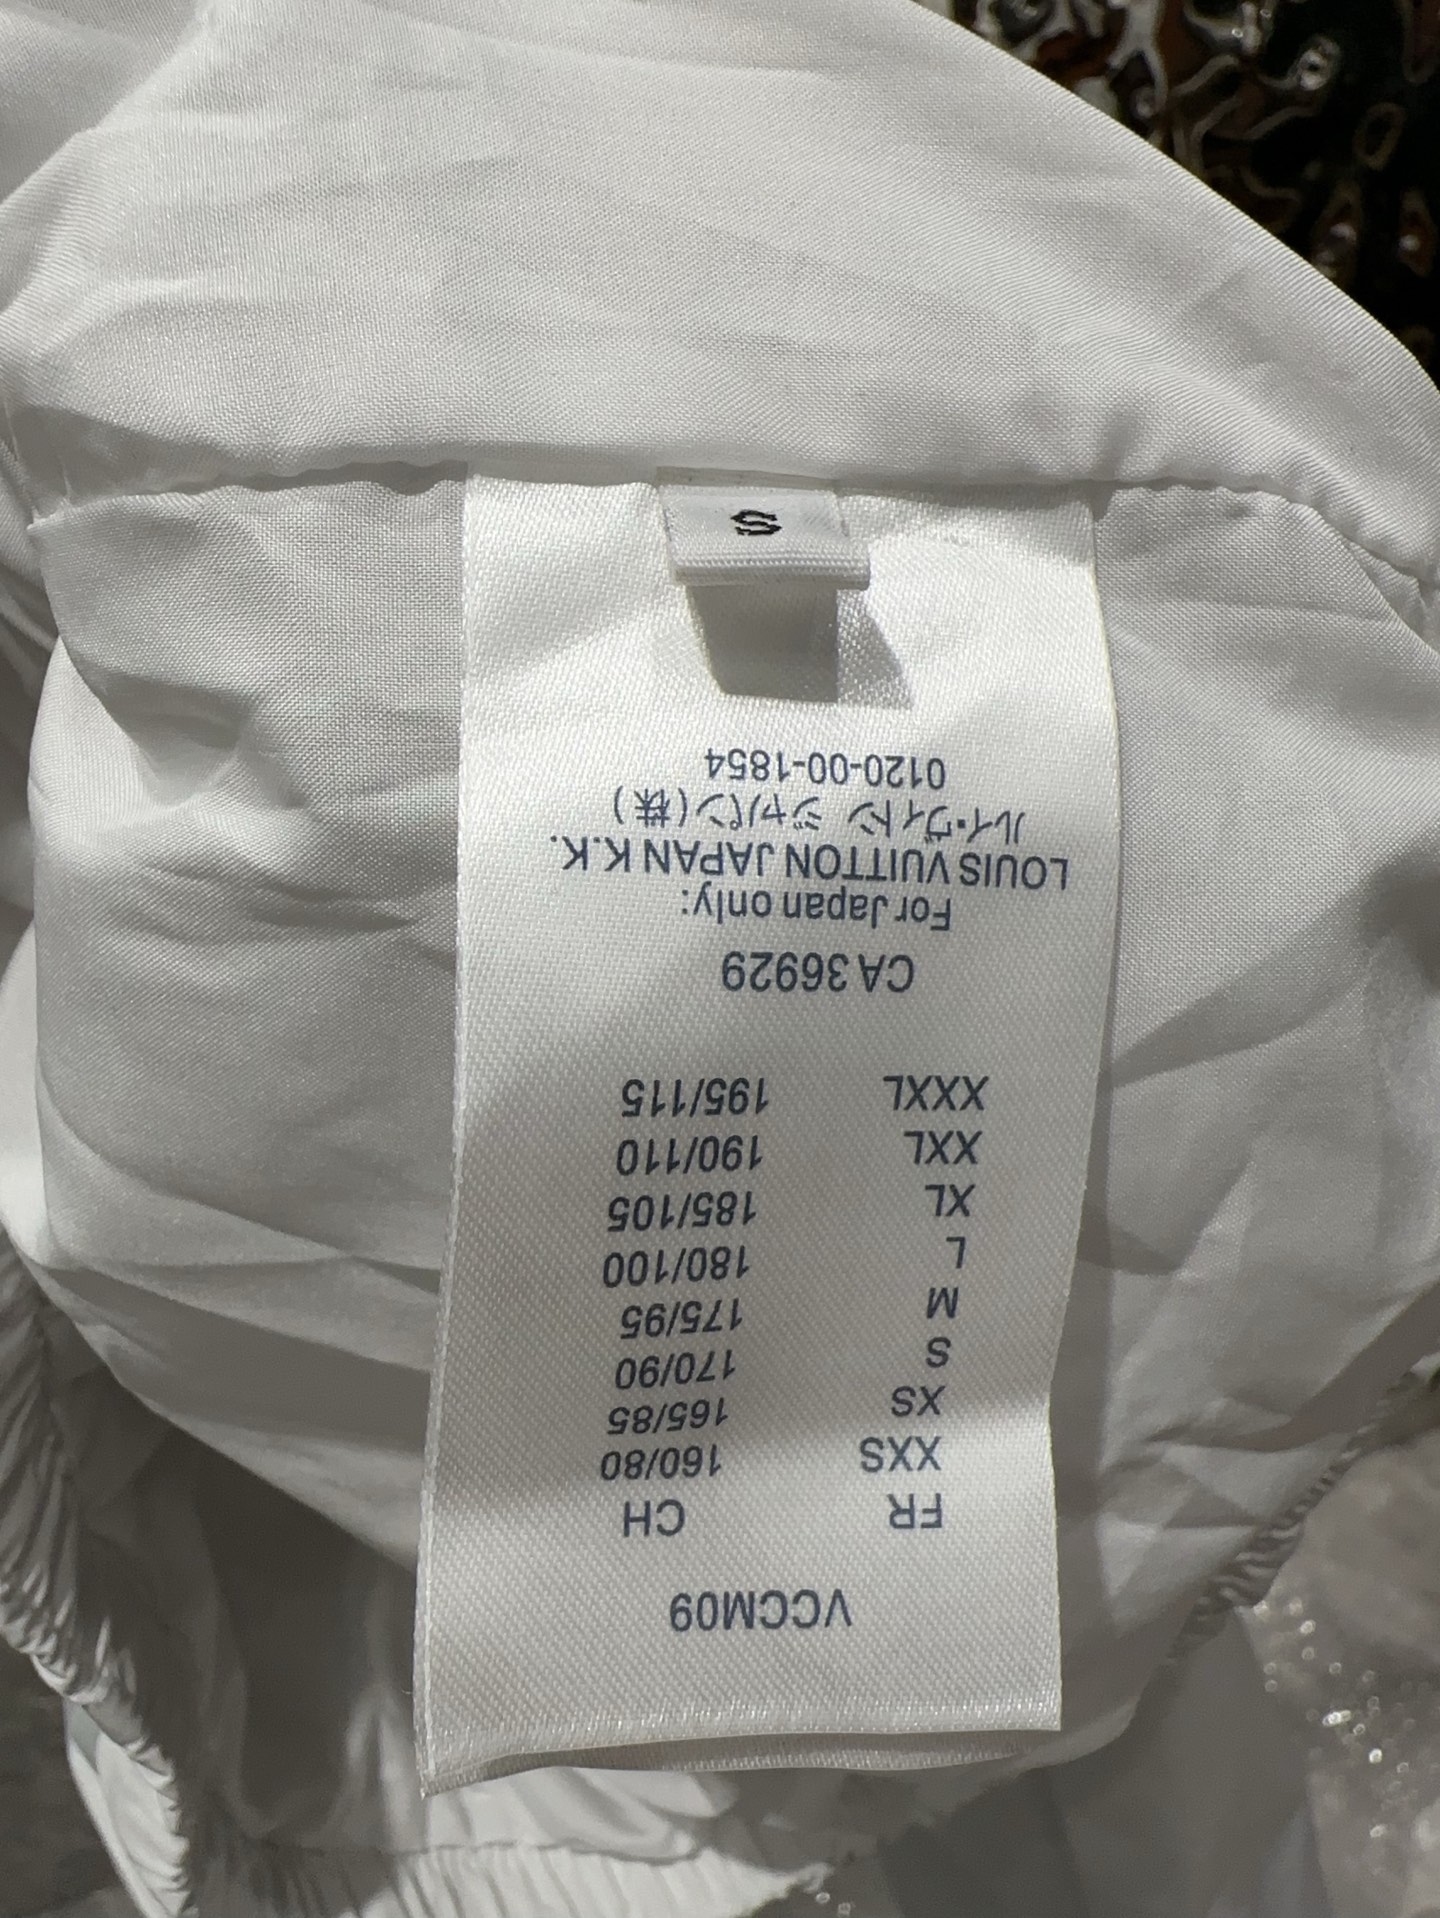 VCCM09
FR CH
XXS 160/80
XS 165/85
S 170/90
M 175/95
L 180/100
XL 185/105
XXL 190/110
XXXL 195/115
CA 36929
For Japan only:
LOUIS VUITTON JAPAN K.K.
ルイ・ヴィトン ジャパン(株)
0120-00-1854
S